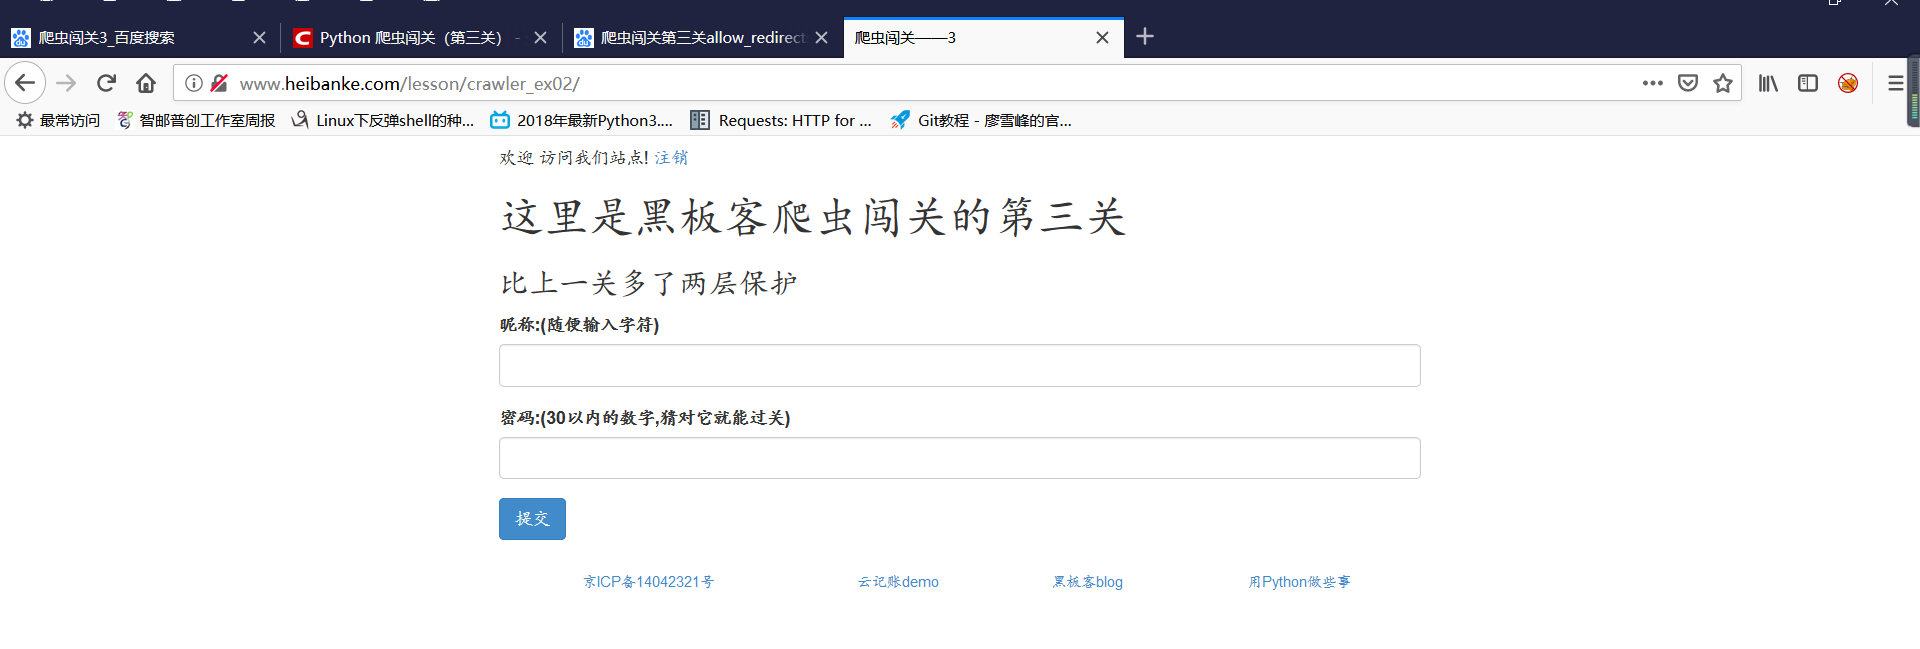 爬虫闯关3_百度搜索
Python 爬虫闯关（第三关） -
爬虫闯关第三关allow_redirect
爬虫闯关——3
www.heibanke.com/lesson/crawler_ex02/
最常访问
智邮普创工作室周报
Linux下反弹shell的种...
2018年最新Python3....
Requests: HTTP for ...
Git教程 - 廖雪峰的官...
欢迎 访问我们站点! 注销
这里是黑板客爬虫闯关的第三关
比上一关多了两层保护
昵称:(随便输入字符)
密码:(30以内的数字,猜对它就能过关)
提交
京ICP备14042321号
云记账demo
黑板客blog
用Python做些事